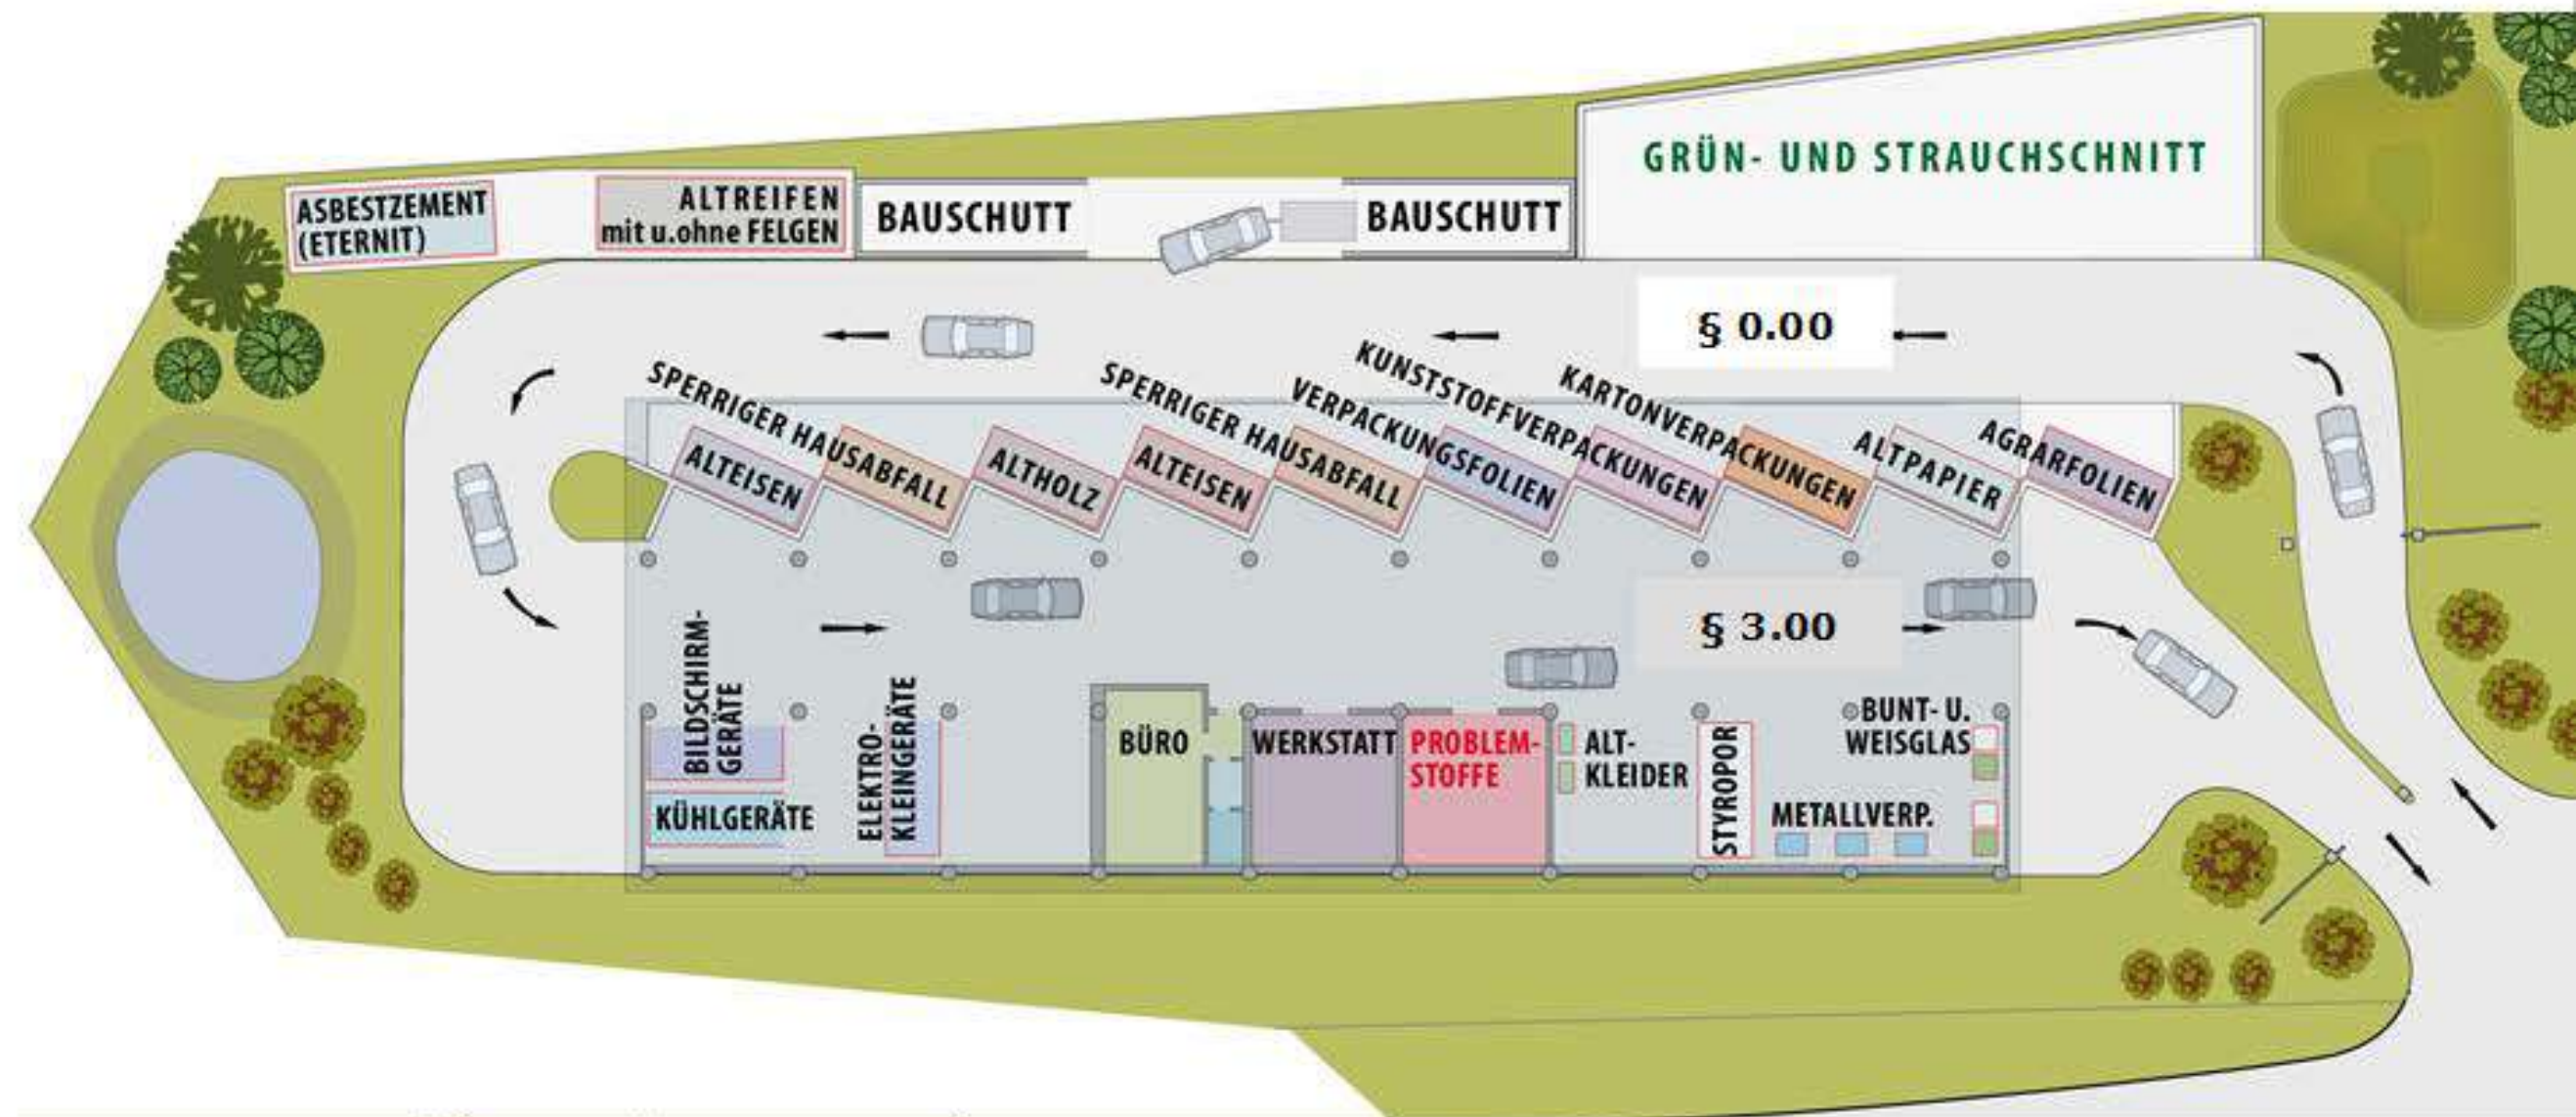 GRÜN- UND STRAUCHSCHNITT
ASBESTZEMENT
(ETERNIT)
ALTREIFEN
mit u.ohne FELGEN
BAUSCHUTT
BAUSCHUTT
§ 0.00
SPERRIGER HAUSABFALL
SPERRIGER HAUSABFALL
VERPACKUNGSFOLIEN
KUNSTSTOFFVERPACKUNGEN
KARTONVERPACKUNGEN
ALTPAPIER
AGRARFOLIEN
ALTEISEN
ALTHOLZ
ALTEISEN
§ 3.00
BILDSCHIRM-
GERÄTE
KÜHLGERÄTE
ELEKTRO-
KLEINGERÄTE
BÜRO
WERKSTATT
PROBLEM-
STOFFE
ALT-
KLEIDER
STYROPOR
BUNT- U.
WEISGLAS
METALLVERP.